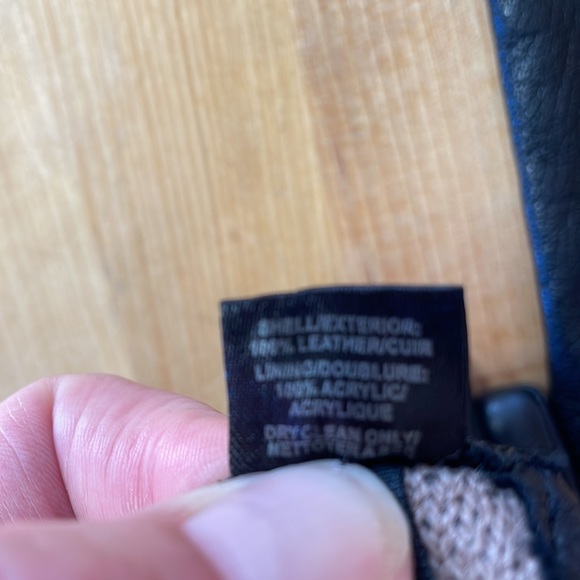 SHELL/EXTERIOR:
100% LEATHER/CUIR
LINING/DOUBLURE:
100% ACRYLIC/
ACRYLIQUE
DRY CLEAN ONLY/